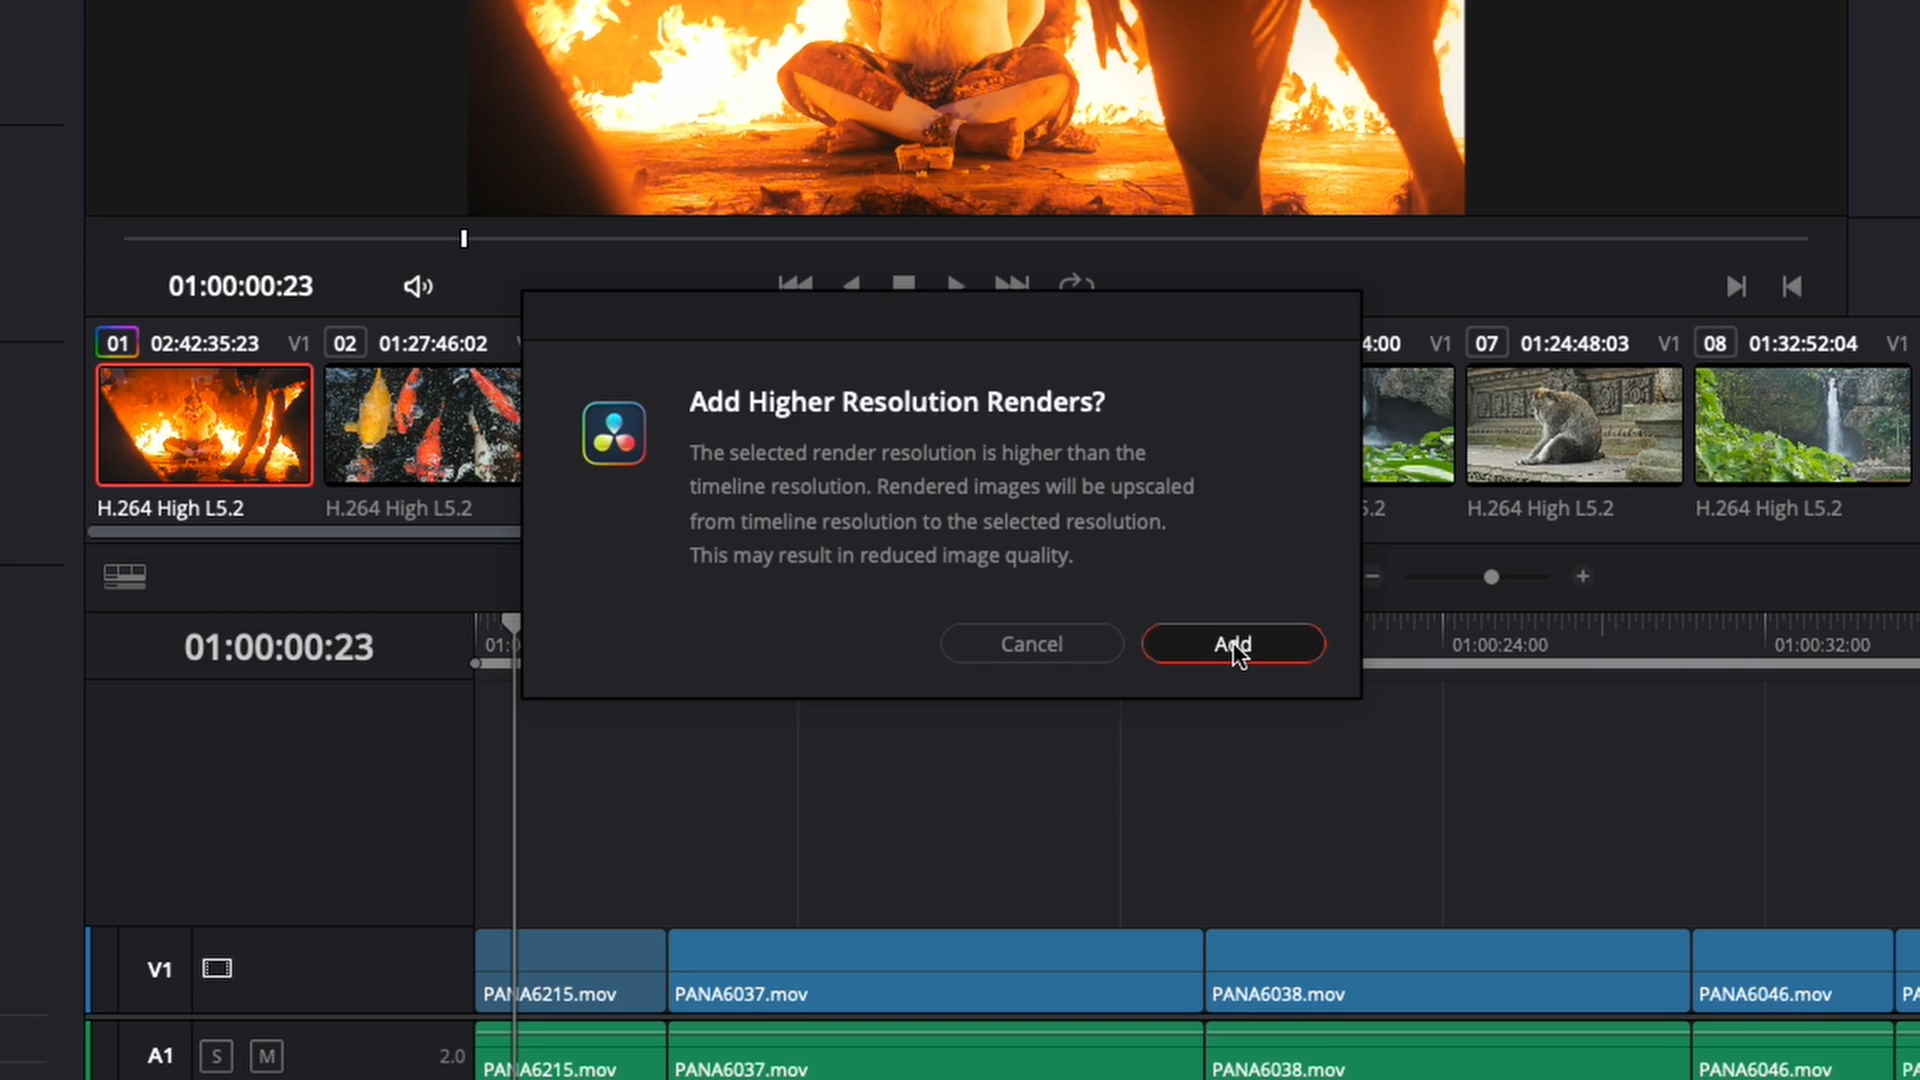 01:00:00:23
01 02:42:35:23 V1
02 01:27:46:02
4:00 V1
07 01:24:48:03 V1
08 01:32:52:04 V1
H.264 High L5.2
H.264 High L5.2
5.2
H.264 High L5.2
H.264 High L5.2
Add Higher Resolution Renders?
The selected render resolution is higher than the
timeline resolution. Rendered images will be upscaled
from timeline resolution to the selected resolution.
This may result in reduced image quality.
Cancel
Add
01:00:00:23
01:0
01:00:24:00
01:00:32:00
V1
PANA6215.mov
PANA6037.mov
PANA6038.mov
PANA6046.mov
PA
A1 S M 2.0
PANA6215.mov
PANA6037.mov
PANA6038.mov
PANA6046.mov
PA